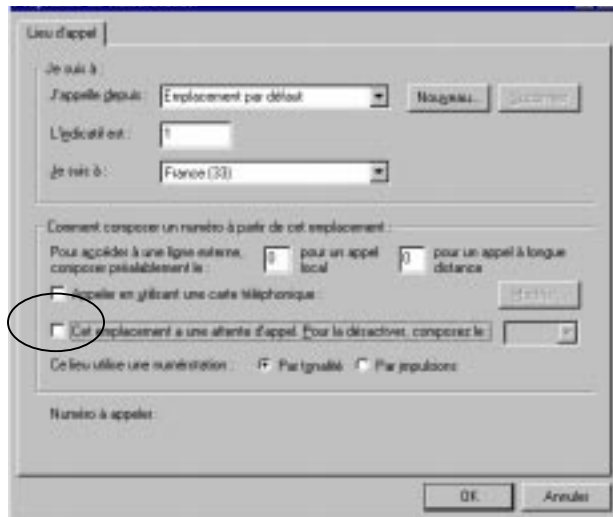 Lieu d'appel
Je suis à :
J'appelle depuis : Emplacement par défaut Nouveau... Supprimer
L'indicatif est : 1
Je suis à : France (33)
Comment composer un numéro à partir de cet emplacement :
Pour accéder à une ligne externe, 0 pour un appel 0 pour un appel à longue
composer préalablement le : local distance
Appeler en utilisant une carte téléphonique :
Cet emplacement a une attente d'appel. Pour la désactiver, composez le :
Ce lieu utilise une numérotation : Par tonalité Par impulsions
Numéro à appeler :
OK Annuler